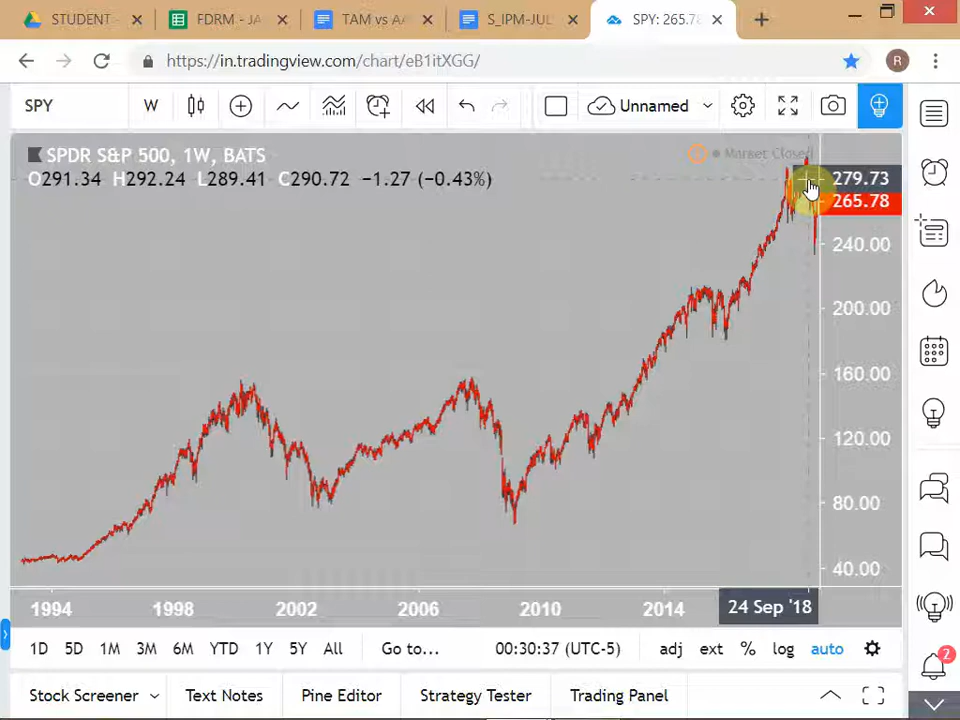 STUDENT
FDRM - JA
TAM vs AA
S_IPM-JUL
SPY: 265.78
https://in.tradingview.com/chart/eB1itXGG/
R
SPY
W
Unnamed
SPDR S&P 500, 1W, BATS
Market Closed
O291.34 H292.24 L289.41 C290.72 −1.27 (−0.43%)
279.73
265.78
240.00
200.00
160.00
120.00
80.00
40.00
1994 1998 2002 2006 2010 2014 24 Sep '18
1D 5D 1M 3M 6M YTD 1Y 5Y All Go to... 00:30:37 (UTC-5) adj ext % log auto
2
Stock Screener Text Notes Pine Editor Strategy Tester Trading Panel